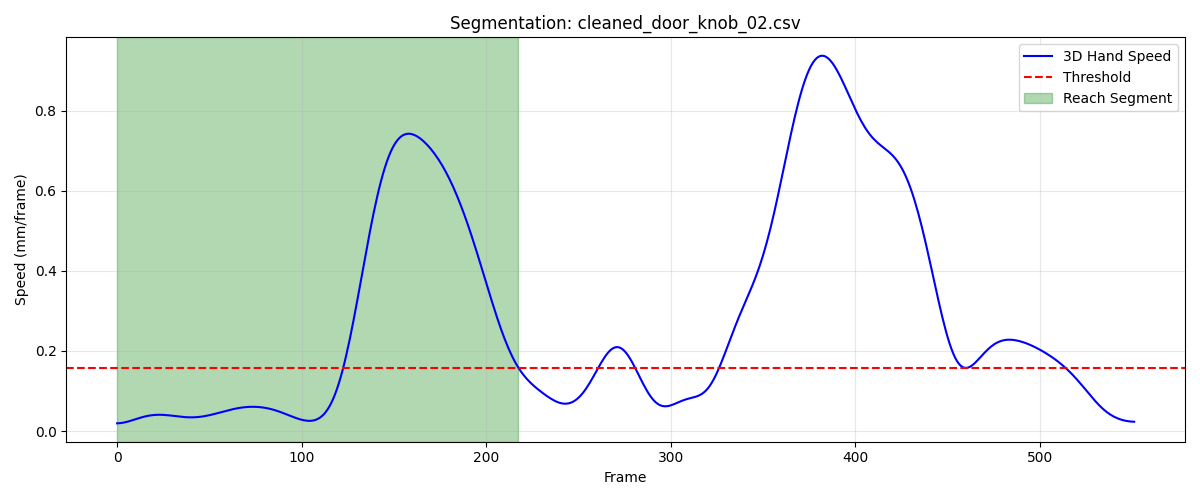 Segmentation: cleaned_door_knob_02.csv
3D Hand Speed
Threshold
Reach Segment
Speed (mm/frame)
0.8
0.6
0.4
0.2
0.0
0
100
200
300
400
500
Frame